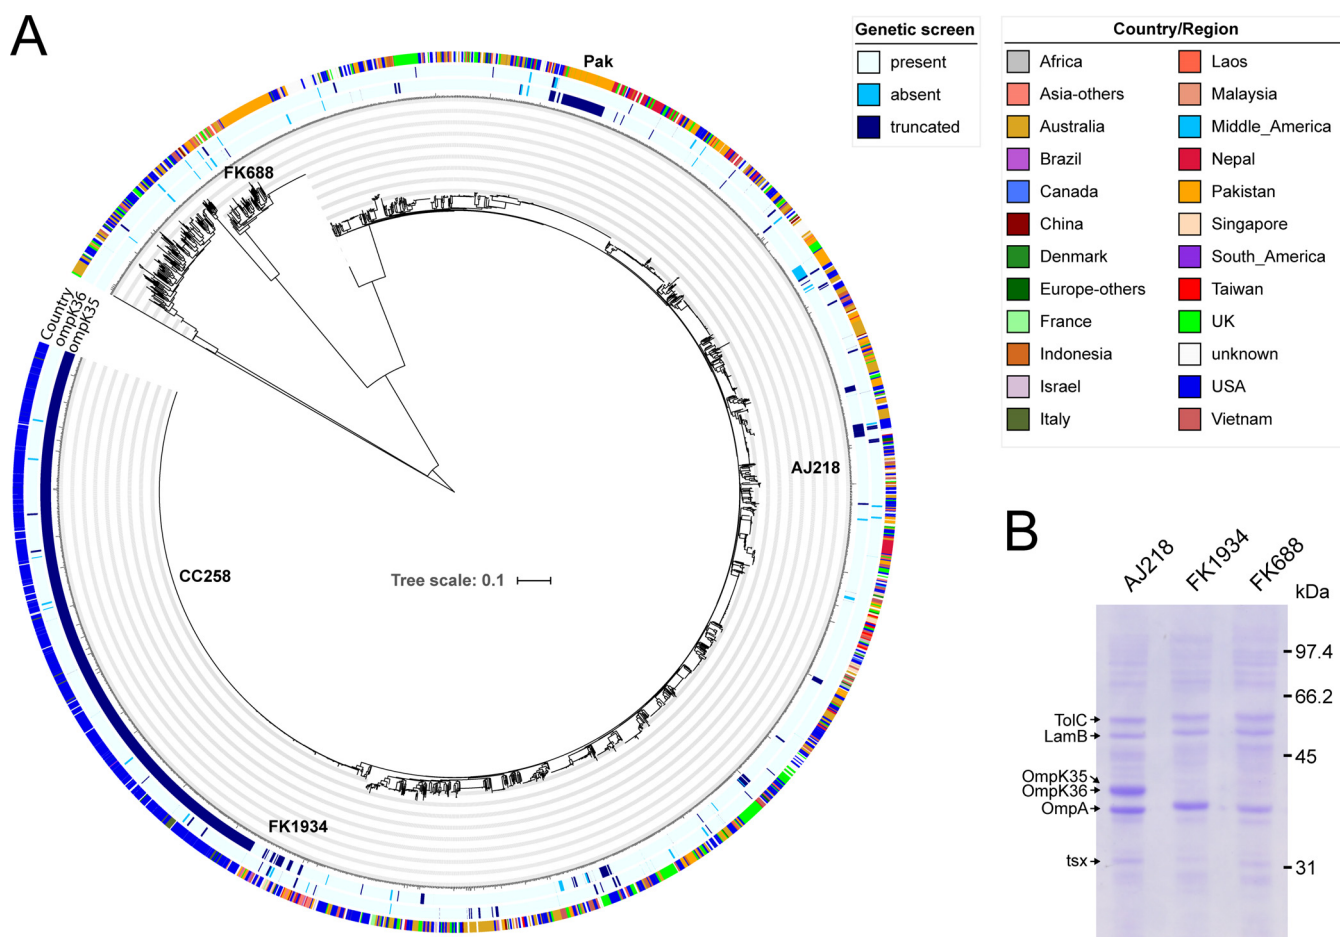 A
Pak
FK688
Country
ompK36
ompK35
AJ218
CC258
Tree scale: 0.1
FK1934
Genetic screen
present
absent
truncated
Country/Region
Africa
Asia-others
Australia
Brazil
Canada
China
Denmark
Europe-others
France
Indonesia
Israel
Italy
Laos
Malaysia
Middle_America
Nepal
Pakistan
Singapore
South_America
Taiwan
UK
unknown
USA
Vietnam
B
AJ218 FK1934 FK688
kDa
97.4
66.2
TolC
LamB
45
OmpK35
OmpK36
OmpA
tsx
31